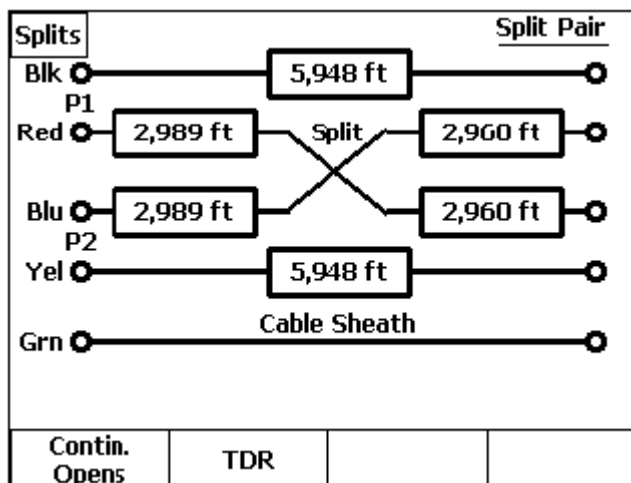 Splits
Split Pair
Blk
5,948 ft
P1
Red
2,989 ft
Split
2,960 ft
Blu
2,989 ft
2,960 ft
P2
Yel
5,948 ft
Cable Sheath
Grn
Contin. Opens
TDR